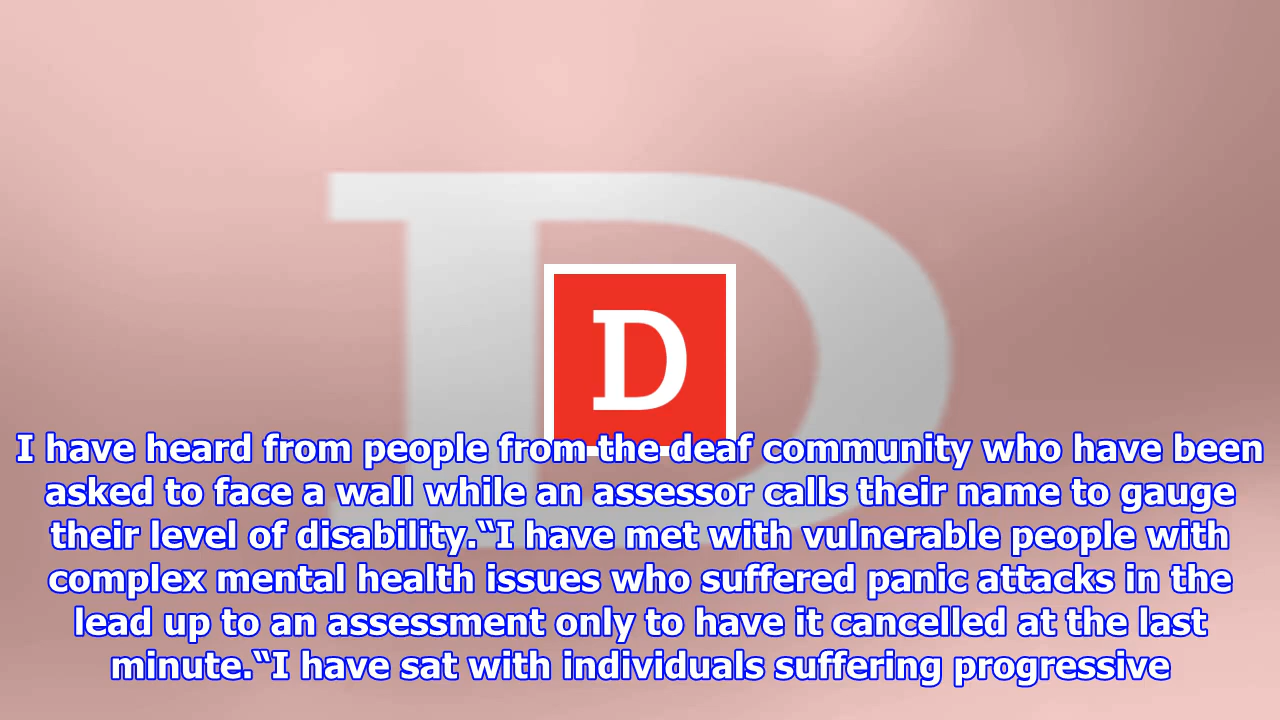 D
D
I have heard from people from the deaf community who have been
asked to face a wall while an assessor calls their name to gauge
their level of disability.“I have met with vulnerable people with
complex mental health issues who suffered panic attacks in the
lead up to an assessment only to have it cancelled at the last
minute.“I have sat with individuals suffering progressive